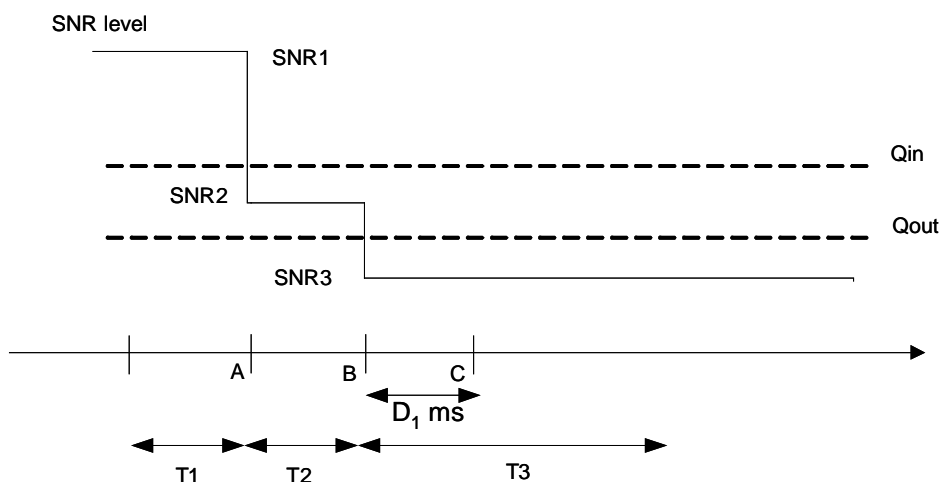 SNR level
SNR1
Qin
SNR2
Qout
SNR3
A
B
C
D₁ ms
T1
T2
T3